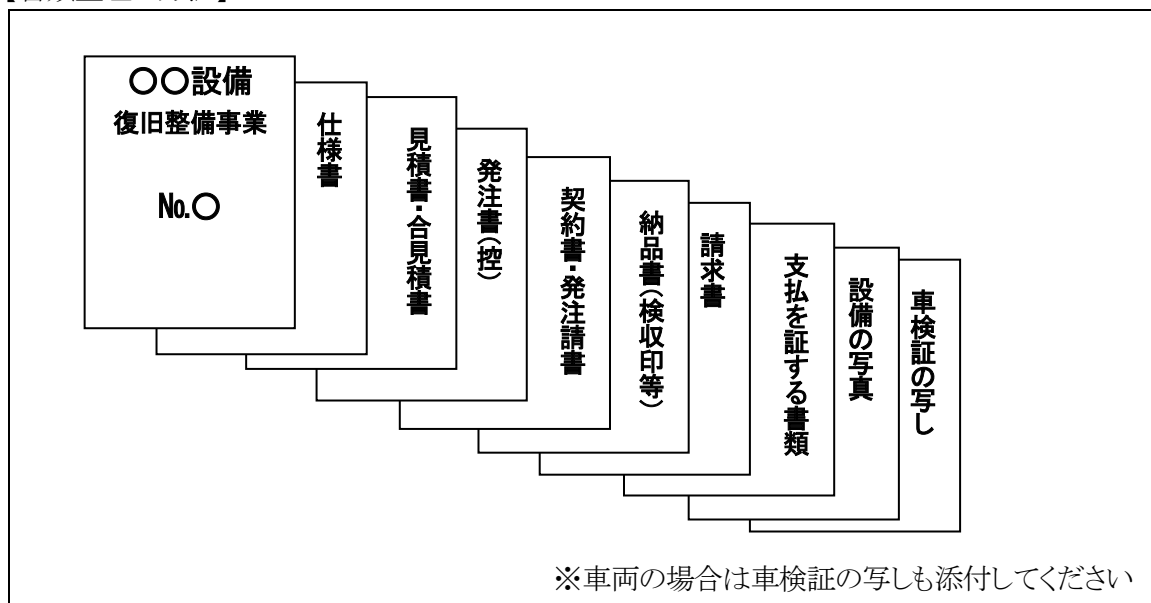 〇〇設備
復旧整備事業
No.〇
仕様書
見積書・合見積書
発注書(控)
契約書・発注請書
納品書(検収印等)
請求書
支払を証する書類
設備の写真
車検証の写し
※車両の場合は車検証の写しも添付してください